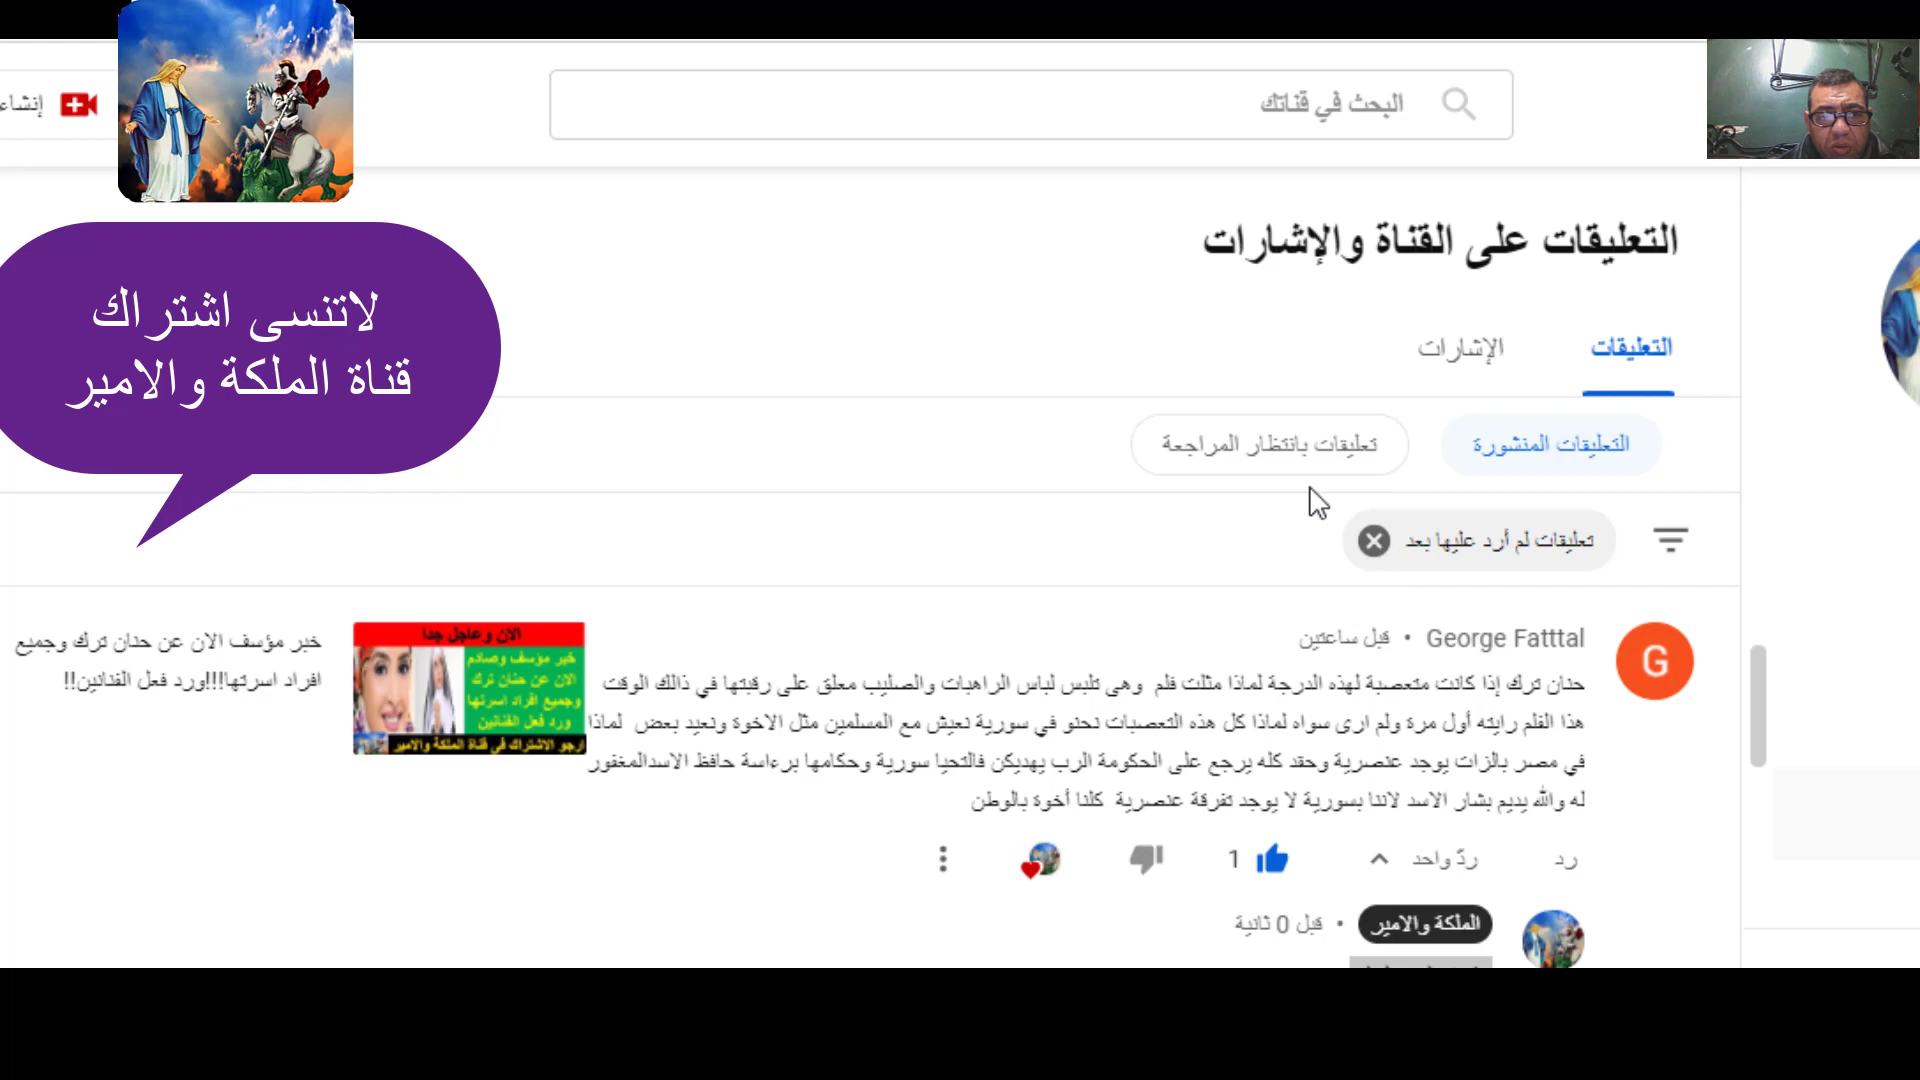 إنشاء
البحث في قناتك
لاتنسى اشتراك
قناة الملكة والامير
التعليقات على القناة والإشارات
التعليقات
الإشارات
التعليقات المنشورة
تعليقات بانتظار المراجعة
تعليقات لم أرد عليها بعد
G
George Fatttal • قبل ساعتين
حنان ترك إذا كانت متعصبة لهذه الدرجة لماذا مثلت فلم وهى تلبس لباس الراهبات والصليب معلق على رقبتها في ذالك الوقت
هذا الفلم رايته أول مرة ولم ارى سواه لماذا كل هذه التعصبات نحنو في سورية نعيش مع المسلمين مثل الاخوة ونعيد بعض لماذا
في مصر بالزات يوجد عنصرية وحقد كله يرجع على الحكومة الرب يهديكن فالتحيا سورية وحكامها برءاسة حافظ الاسدالمغفور
له والله يديم بشار الاسد لاننا بسورية لا يوجد تفرقة عنصرية كلنا أخوة بالوطن
الان وعاجل جدا
خبر مؤسف وصادم
الان عن حنان ترك
وجميع افراد اسرتها
ورد فعل الفنانين
ارجو الاشتراك في قناة الملكة والامير
خبر مؤسف الان عن حنان ترك وجميع
افراد اسرتها!!!ورد فعل الفنانين!!
رد
ردّ واحد
1
الملكة والامير • قبل 0 ثانية